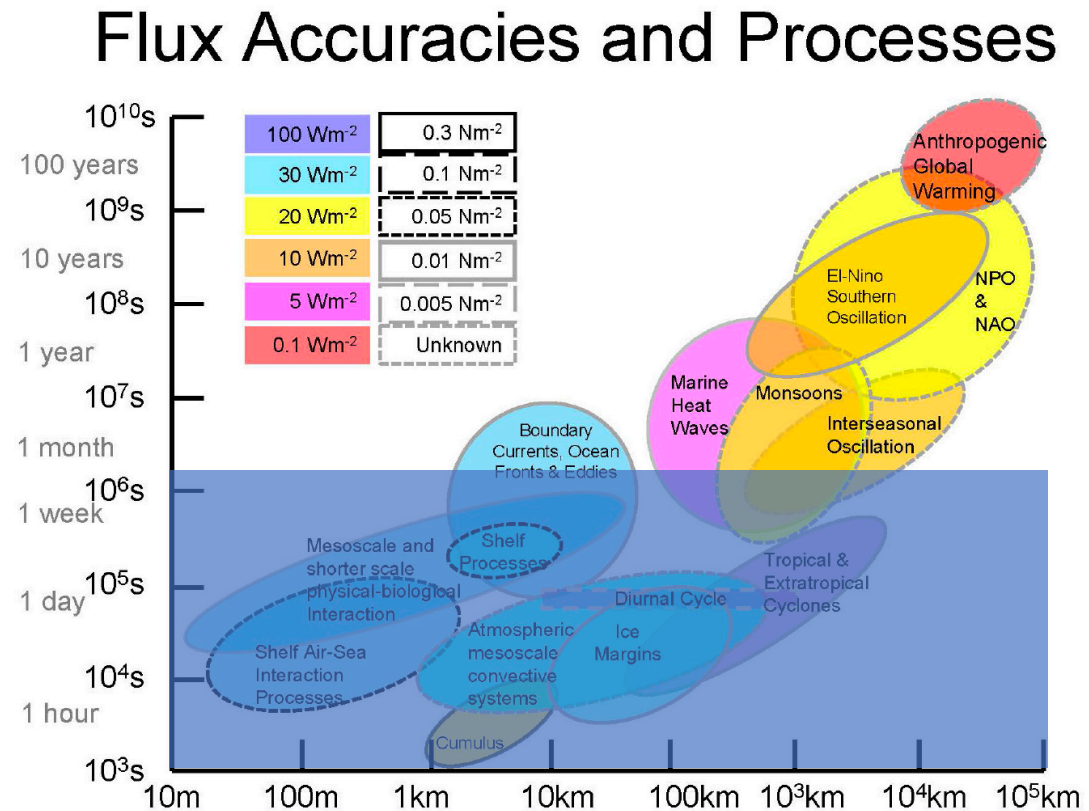 Flux Accuracies and Processes
10¹⁰s
100 years
10⁹s
10 years
10⁸s
1 year
10⁷s
1 month
10⁶s
1 week
10⁵s
1 day
10⁴s
1 hour
10³s
100 Wm⁻²
0.3 Nm⁻²
30 Wm⁻²
0.1 Nm⁻²
20 Wm⁻²
0.05 Nm⁻²
10 Wm⁻²
0.01 Nm⁻²
5 Wm⁻²
0.005 Nm⁻²
0.1 Wm⁻²
Unknown
Anthropogenic
Global
Warming
El-Nino
Southern
Oscillation
NPO
&
NAO
Marine
Heat
Waves
Monsoons
Interseasonal
Oscillation
Boundary
Currents, Ocean
Fronts & Eddies
Mesoscale and
shorter scale
physical-biological
Interaction
Shelf
Processes
Tropical &
Extratropical
Cyclones
Diurnal Cycle
Shelf Air-Sea
Interaction
Processes
Atmospheric
mesoscale
convective
systems
Ice
Margins
Cumulus
10m
100m
1km
10km
100km
10³km
10⁴km
10⁵km